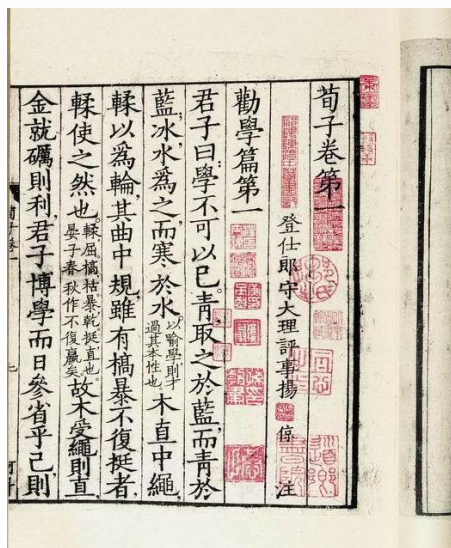 荀子卷第一
登仕郎守大理評事揚倞注
勸學篇第一
君子曰學不可以已青取之於藍而青於
藍冰水爲之而寒於水以喻學則才過其本性也木直中繩
輮以爲輪其曲中規雖有槁暴不復挺者
輮使之然也輮屈槁枯暴乾挺直也晏子春秋作不復贏矣故木受繩則直
金就礪則利君子博學而日參省乎己則